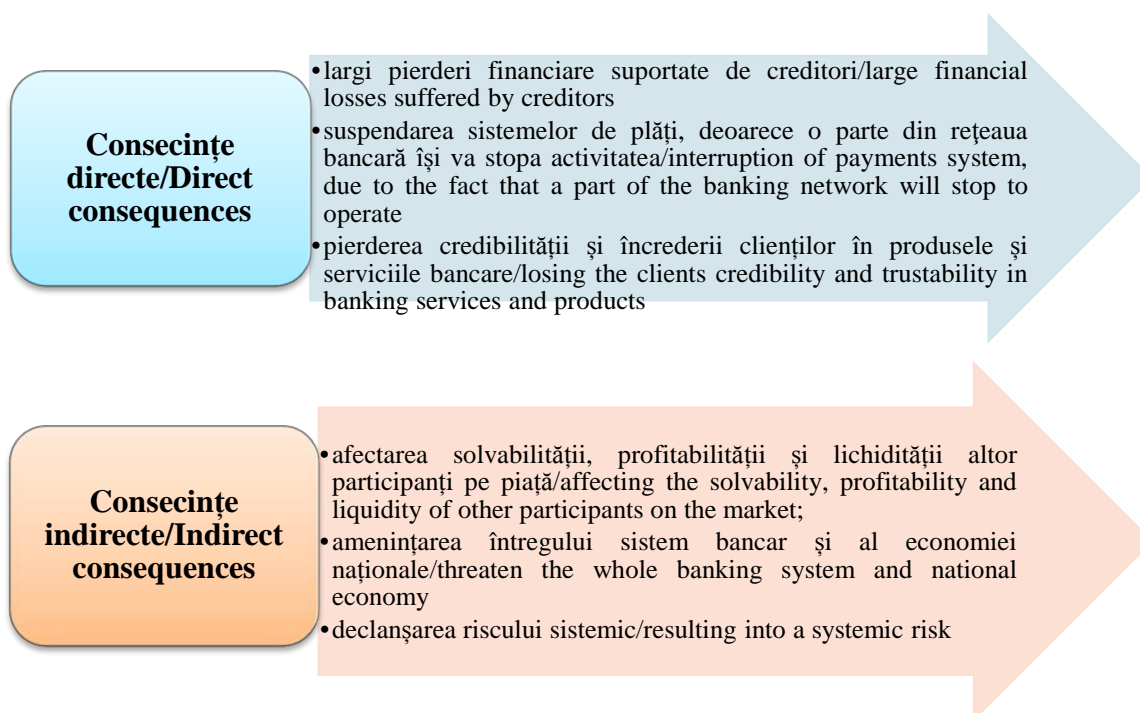 Consecințe
directe/Direct
consequences
•largi pierderi financiare suportate de creditori/large financial
losses suffered by creditors
•suspendarea sistemelor de plăți, deoarece o parte din reţeaua
bancară îşi va stopa activitatea/interruption of payments system,
due to the fact that a part of the banking network will stop to
operate
•pierderea credibilității și încrederii clienților în produsele și
serviciile bancare/losing the clients credibility and trustability in
banking services and products
Consecințe
indirecte/Indirect
consequences
•afectarea solvabilității, profitabilității și lichidității altor
participanți pe piață/affecting the solvability, profitability and
liquidity of other participants on the market;
•amenințarea întregului sistem bancar și al economiei
naționale/threaten the whole banking system and national
economy
•declanșarea riscului sistemic/resulting into a systemic risk